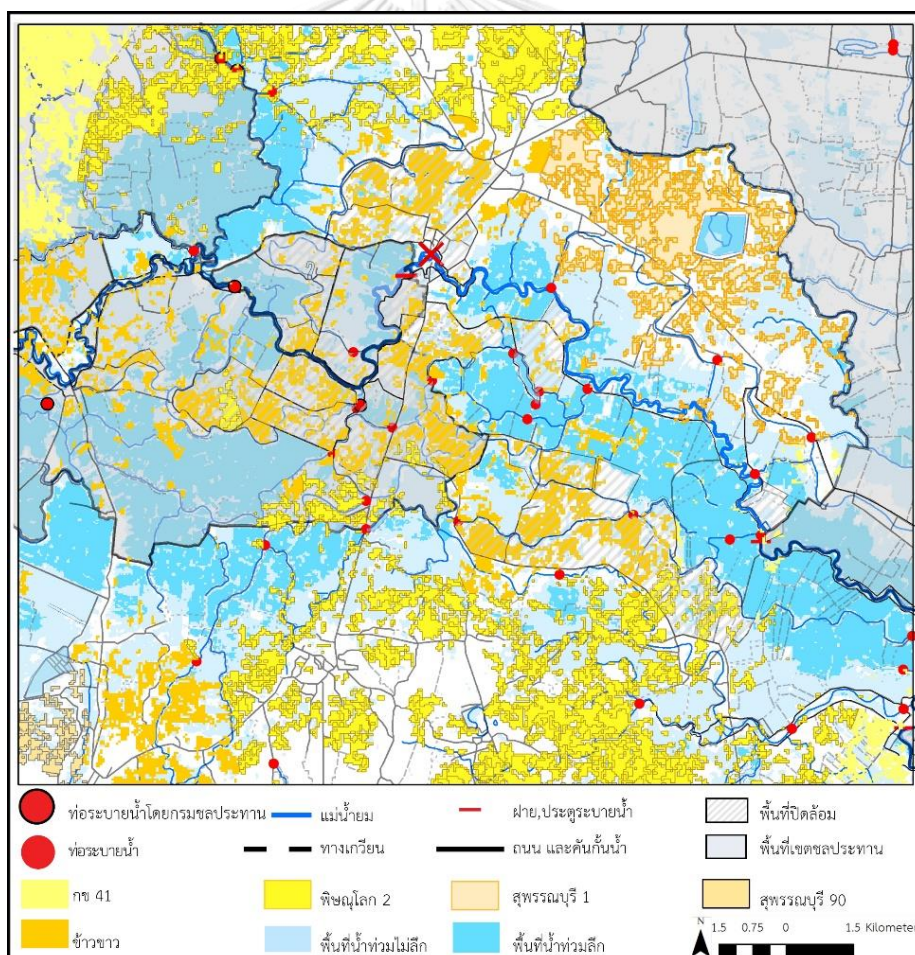 ท่อระบายน้ำโดยกรมชลประทาน
แม่น้ำยม
ฝาย,ประตูระบายน้ำ
พื้นที่ปิดล้อม
ท่อระบายน้ำ
ทางเกวียน
ถนน และคันกั้นน้ำ
พื้นที่เขตชลประทาน
กข 41
พิษณุโลก 2
สุพรรณบุรี 1
สุพรรณบุรี 90
ข้าวขาว
พื้นที่น้ำท่วมไม่ลึก
พื้นที่น้ำท่วมลึก
N
1.5 0.75 0 1.5 Kilometer